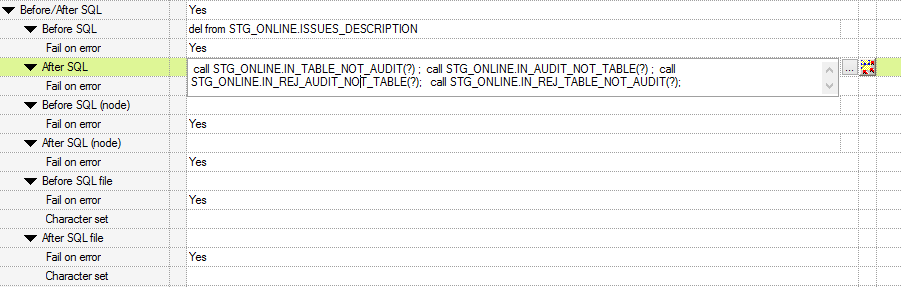 Before/After SQL Yes
Before SQL del from STG_ONLINE.ISSUES_DESCRIPTION
Fail on error Yes
After SQL call STG_ONLINE.IN_TABLE_NOT_AUDIT(?) ; call STG_ONLINE.IN_AUDIT_NOT_TABLE(?) ; call
Fail on error STG_ONLINE.IN_REJ_AUDIT_NOT_TABLE(?); call STG_ONLINE.IN_REJ_TABLE_NOT_AUDIT(?);
Before SQL (node)
Fail on error Yes
After SQL (node)
Fail on error Yes
Before SQL file
Fail on error Yes
Character set
After SQL file
Fail on error Yes
Character set